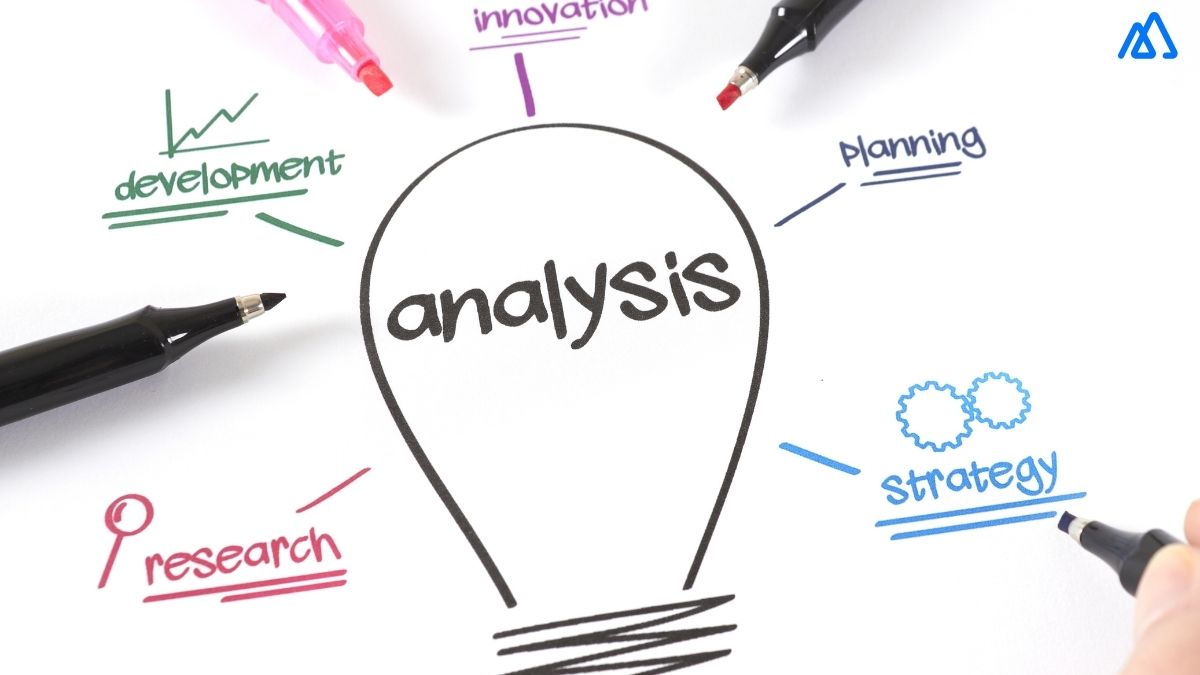 innovation
development
planning
analysis
strategy
research